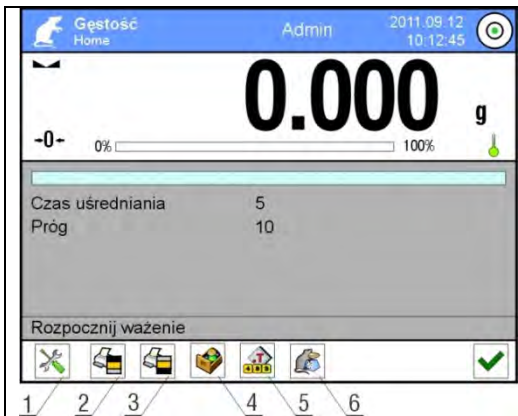 Gęstość Admin 2011.09.12
Home 10:12:45
0.000 g
→0← 0% 100%
Czas uśredniania 5
Próg 10
Rozpocznij ważenie
1 2 3 4 5 6